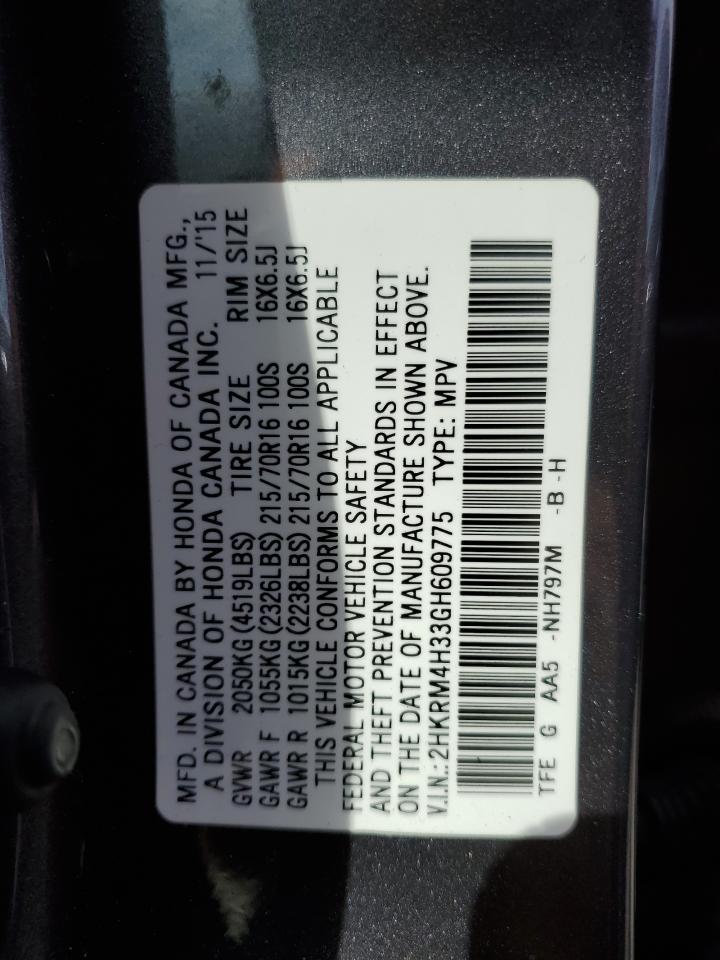 MFD. IN CANADA BY HONDA OF CANADA MFG.,
A DIVISION OF HONDA CANADA INC. 11/'15
GVWR 2050KG (4519LBS) TIRE SIZE RIM SIZE
GAWR F 1055KG (2326LBS) 215/70R16 100S 16X6.5J
GAWR R 1015KG (2238LBS) 215/70R16 100S 16X6.5J
THIS VEHICLE CONFORMS TO ALL APPLICABLE
FEDERAL MOTOR VEHICLE SAFETY
AND THEFT PREVENTION STANDARDS IN EFFECT
ON THE DATE OF MANUFACTURE SHOWN ABOVE.
V.I.N.: 2HKRM4H33GH609775 TYPE: MPV
TFE G AA5 -NH797M -B -H